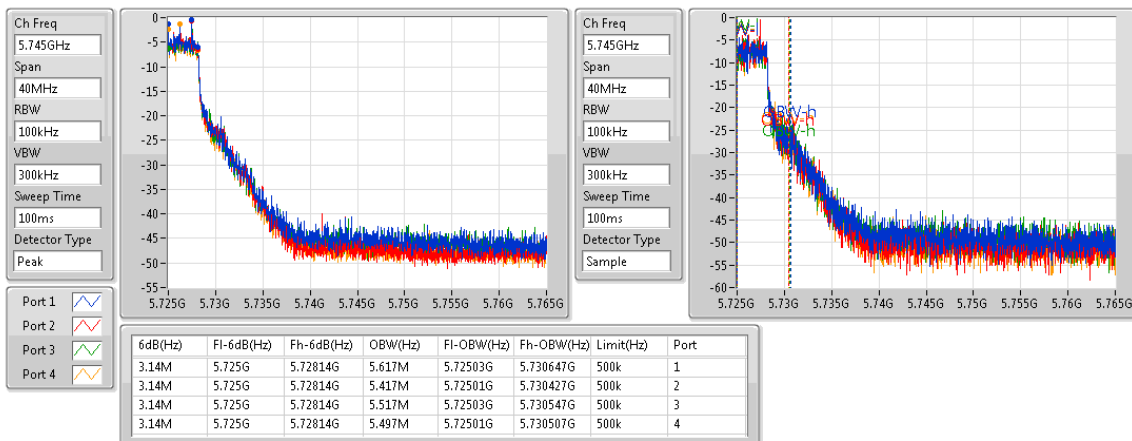 Ch Freq
5.745GHz
Span
40MHz
RBW
100kHz
VBW
300kHz
Sweep Time
100ms
Detector Type
Peak
0
-5
-10
-15
-20
-25
-30
-35
-40
-45
-50
-55
5.725G 5.73G 5.735G 5.74G 5.745G 5.75G 5.755G 5.76G 5.765G
Ch Freq
5.745GHz
Span
40MHz
RBW
100kHz
VBW
300kHz
Sweep Time
100ms
Detector Type
Sample
0
-5
-10
-15
-20
-25
-30
-35
-40
-45
-50
-55
-60
OBW-h
OBW-h
OBW-h
5.725G 5.73G 5.735G 5.74G 5.745G 5.75G 5.755G 5.76G 5.765G
Port 1
Port 2
Port 3
Port 4
6dB(Hz) Fl-6dB(Hz) Fh-6dB(Hz) OBW(Hz) Fl-OBW(Hz) Fh-OBW(Hz) Limit(Hz) Port
3.14M 5.725G 5.72814G 5.617M 5.72503G 5.730647G 500k 1
3.14M 5.725G 5.72814G 5.417M 5.72501G 5.730427G 500k 2
3.14M 5.725G 5.72814G 5.517M 5.72503G 5.730547G 500k 3
3.14M 5.725G 5.72814G 5.497M 5.72501G 5.730507G 500k 4